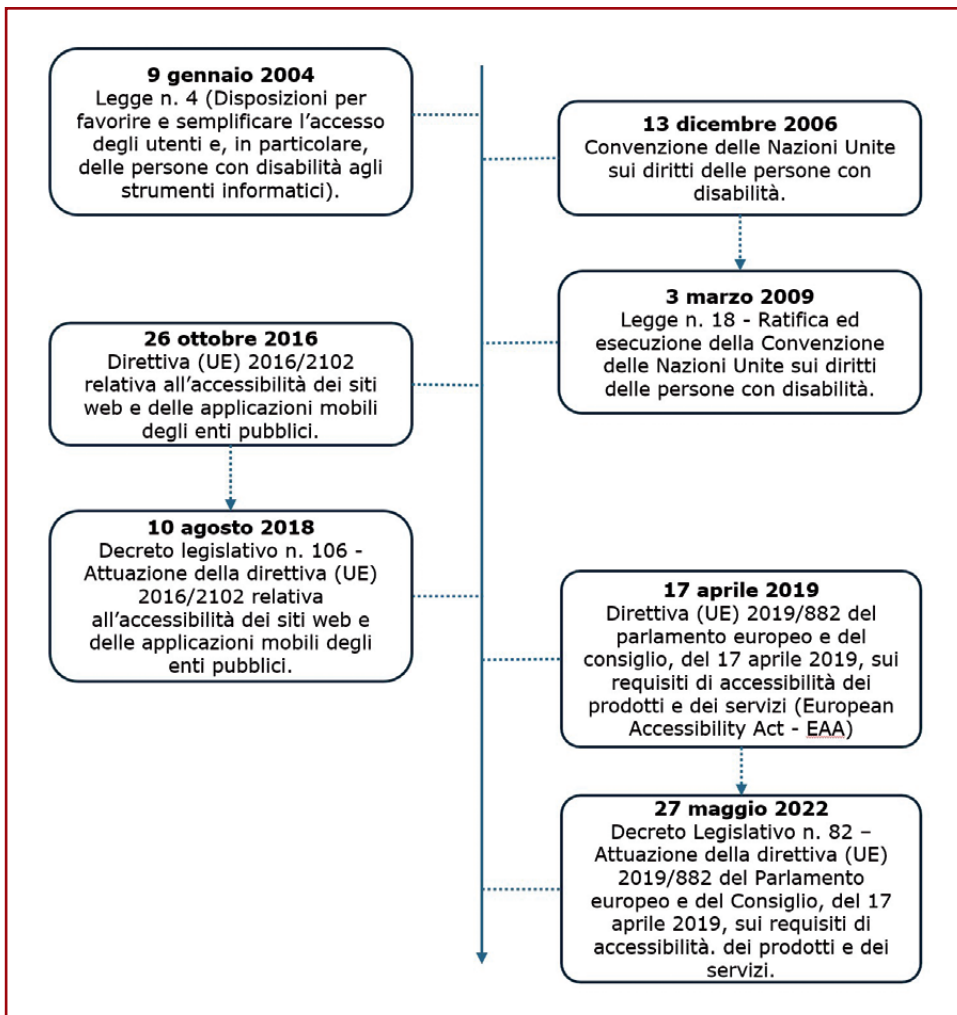 9 gennaio 2004
Legge n. 4 (Disposizioni per
favorire e semplificare l’accesso
degli utenti e, in particolare,
delle persone con disabilità agli
strumenti informatici).
13 dicembre 2006
Convenzione delle Nazioni Unite
sui diritti delle persone con
disabilità.
3 marzo 2009
Legge n. 18 - Ratifica ed
esecuzione della Convenzione
delle Nazioni Unite sui diritti
delle persone con disabilità.
26 ottobre 2016
Direttiva (UE) 2016/2102
relativa all’accessibilità dei siti
web e delle applicazioni mobili
degli enti pubblici.
10 agosto 2018
Decreto legislativo n. 106 -
Attuazione della direttiva (UE)
2016/2102 relativa
all’accessibilità dei siti web e
delle applicazioni mobili degli
enti pubblici.
17 aprile 2019
Direttiva (UE) 2019/882 del
parlamento europeo e del
consiglio, del 17 aprile 2019, sui
requisiti di accessibilità dei
prodotti e dei servizi (European
Accessibility Act - EAA)
27 maggio 2022
Decreto Legislativo n. 82 –
Attuazione della direttiva (UE)
2019/882 del Parlamento
europeo e del Consiglio, del 17
aprile 2019, sui requisiti di
accessibilità. dei prodotti e dei
servizi.